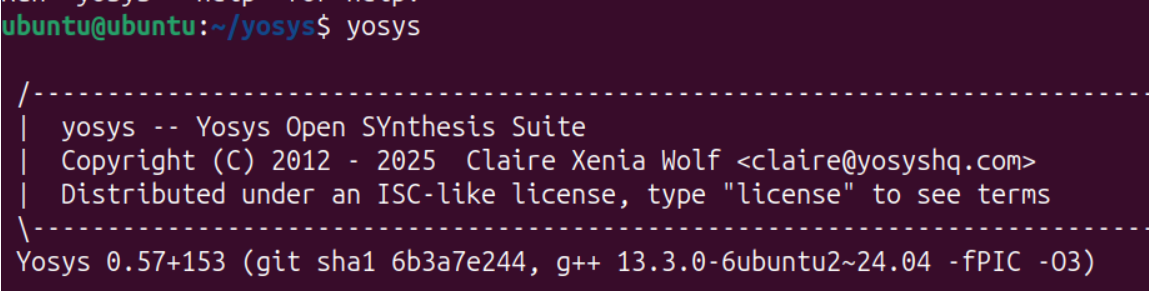 ubuntu@ubuntu:~/yosys$ yosys
/----------------------------------------------------------------------------
|  yosys -- Yosys Open SYnthesis Suite
|  Copyright (C) 2012 - 2025  Claire Xenia Wolf <claire@yosyshq.com>
|  Distributed under an ISC-like license, type "license" to see terms
\----------------------------------------------------------------------------
Yosys 0.57+153 (git sha1 6b3a7e244, g++ 13.3.0-6ubuntu2~24.04 -fPIC -O3)